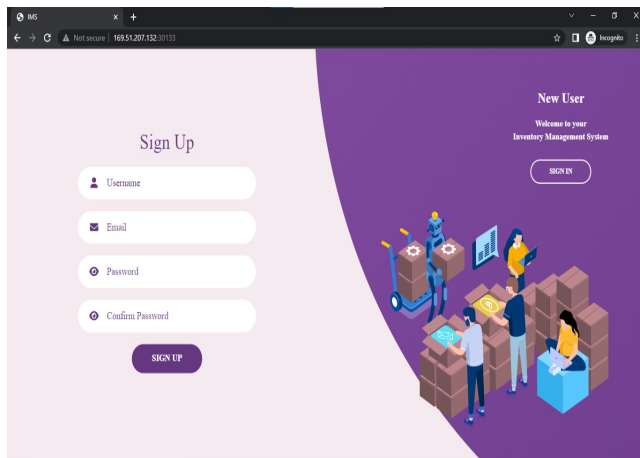 IMS
Not secure
169.51.207.132:30133
Incognito
Sign Up
Username
Email
Password
Confirm Password
SIGN UP
New User
Welcome to your
Inventory Management System
SIGN IN